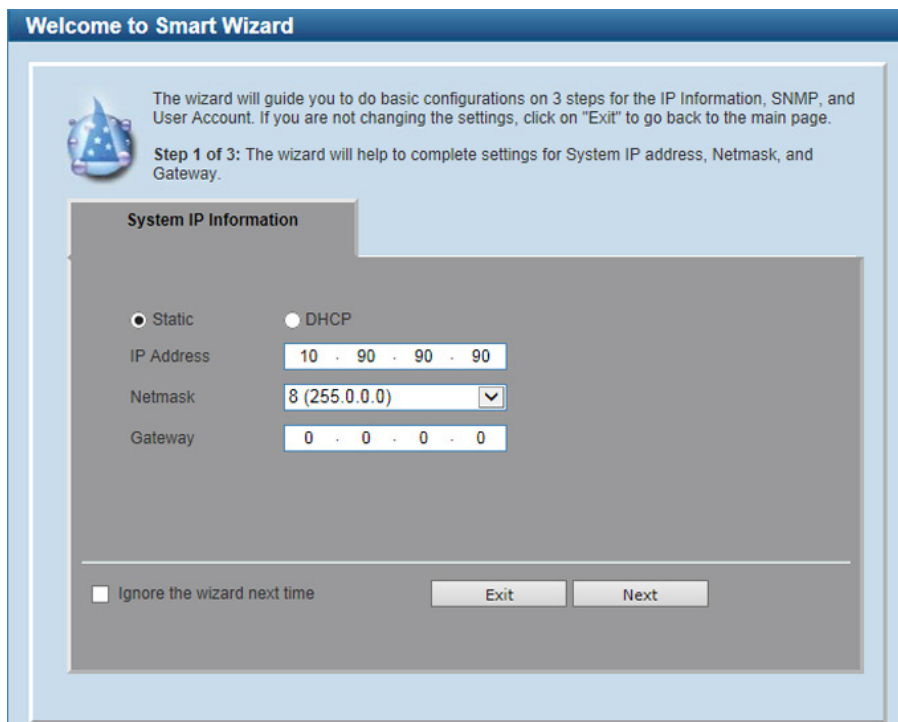 Welcome to Smart Wizard
The wizard will guide you to do basic configurations on 3 steps for the IP Information, SNMP, and
User Account. If you are not changing the settings, click on "Exit" to go back to the main page.
Step 1 of 3: The wizard will help to complete settings for System IP address, Netmask, and
Gateway.
System IP Information
Static DHCP
IP Address 10 . 90 . 90 . 90
Netmask 8 (255.0.0.0)
Gateway 0 . 0 . 0 . 0
Ignore the wizard next time Exit Next